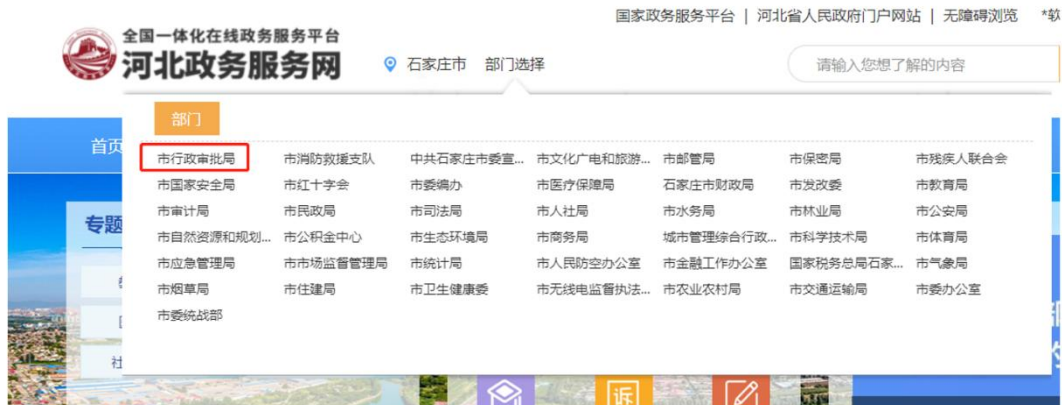 国家政务服务平台 | 河北省人民政府门户网站 | 无障碍浏览 *软
全国一体化在线政务服务平台
河北政务服务网 石家庄市 部门选择 请输入您想了解的内容
部门
首页
市行政审批局 市消防救援支队 中共石家庄市委宣... 市文化广电和旅游... 市邮管局 市保密局 市残疾人联合会
市国家安全局 市红十字会 市委编办 市医疗保障局 石家庄市财政局 市发改委 市教育局
市审计局 市民政局 市司法局 市人社局 市水务局 市林业局 市公安局
专题
市自然资源和规划... 市公积金中心 市生态环境局 市商务局 城市管理综合行政... 市科学技术局 市体育局
市应急管理局 市市场监督管理局 市统计局 市人民防空办公室 市金融工作办公室 国家税务总局石家... 市气象局
市烟草局 市住建局 市卫生健康委 市无线电监督执法... 市农业农村局 市交通运输局 市委办公室
市委统战部
社
诉